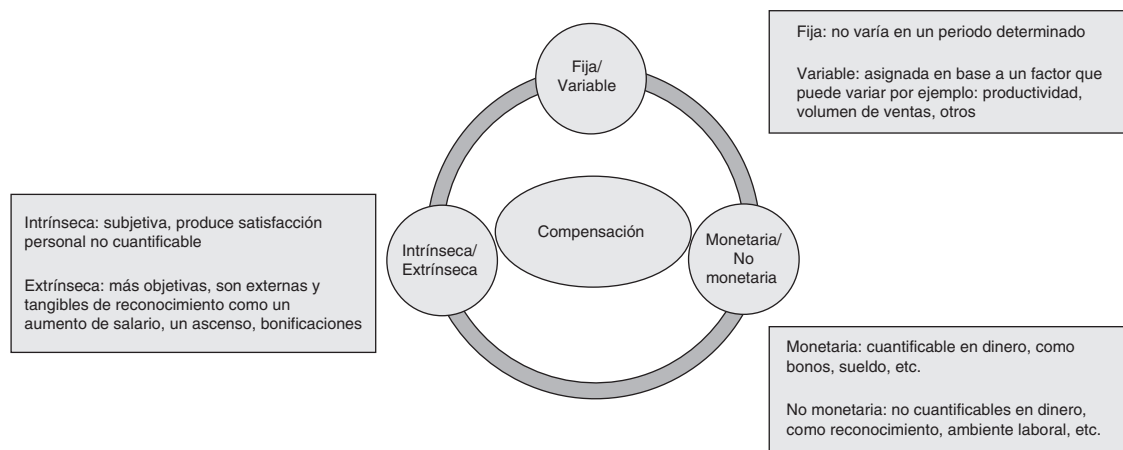 Fija/
Variable
Fija: no varía en un periodo determinado
Variable: asignada en base a un factor que
puede variar por ejemplo: productividad,
volumen de ventas, otros
Intrínseca: subjetiva, produce satisfacción
personal no cuantificable
Extrínseca: más objetivas, son externas y
tangibles de reconocimiento como un
aumento de salario, un ascenso, bonificaciones
Intrínseca/
Extrínseca
Compensación
Monetaria/
No
monetaria
Monetaria: cuantificable en dinero, como
bonos, sueldo, etc.
No monetaria: no cuantificables en dinero,
como reconocimiento, ambiente laboral, etc.